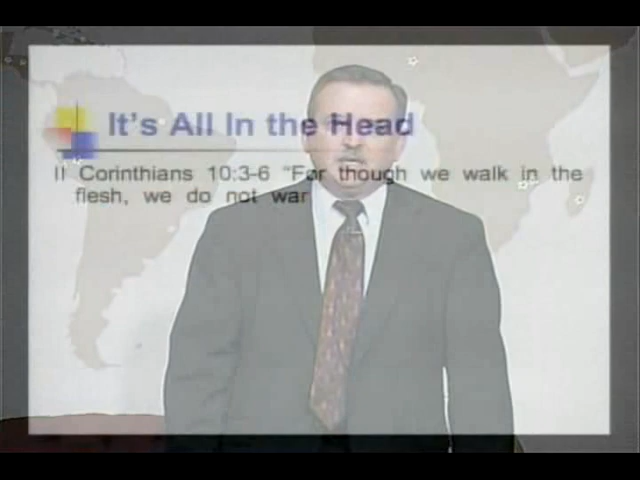 It's All In the Head
II Corinthians 10:3-6 "For though we walk in the
flesh, we do not war